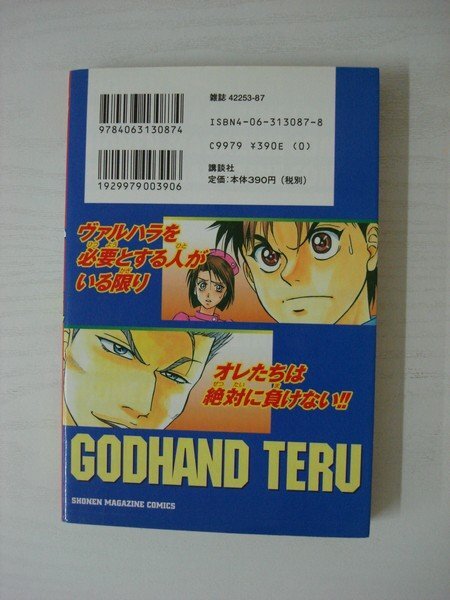 9784063130874
1929979003906
雑誌 42253-87
ISBN4-06-313087-8
C9979 ¥390E (0)
講談社
定価:本体390円(税別)
ヴァルハラを
必要とする人が
いる限り
オレたちは
絶対に負けない!!
GODHAND TERU
SHONEN MAGAZINE COMICS